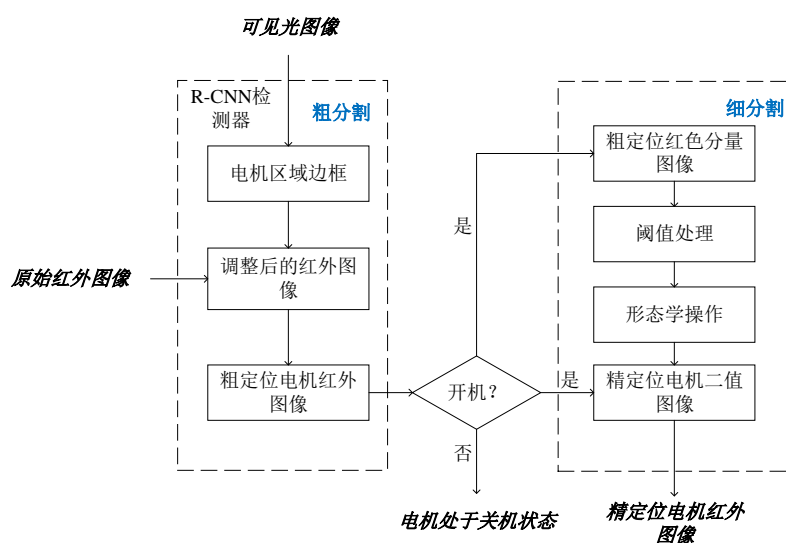 可见光图像
R-CNN检
测器
粗分割
电机区域边框
原始红外图像
调整后的红外图
像
粗定位电机红外
图像
开机？
是
是
否
电机处于关机状态
细分割
粗定位红色分量
图像
阈值处理
形态学操作
精定位电机二值
图像
精定位电机红外
图像